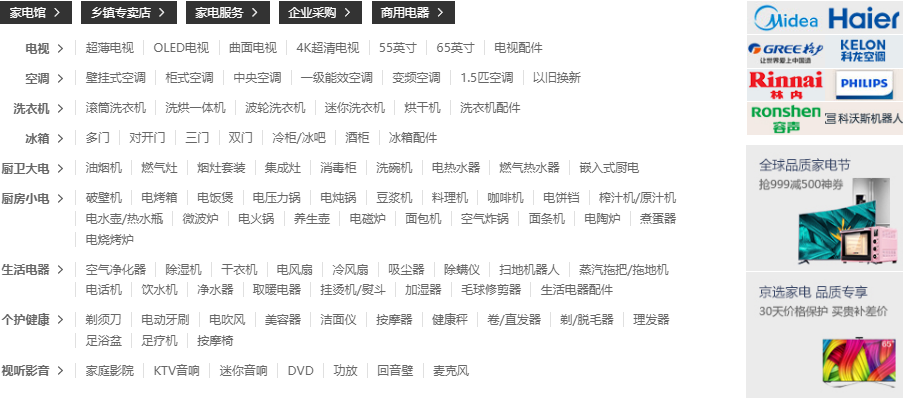 家电馆 > 乡镇专卖店 > 家电服务 > 企业采购 > 商用电器 >
电视 > 超薄电视 | OLED电视 | 曲面电视 | 4K超清电视 | 55英寸 | 65英寸 | 电视配件
空调 > 壁挂式空调 | 柜式空调 | 中央空调 | 一级能效空调 | 变频空调 | 1.5匹空调 | 以旧换新
洗衣机 > 滚筒洗衣机 | 洗烘一体机 | 波轮洗衣机 | 迷你洗衣机 | 烘干机 | 洗衣机配件
冰箱 > 多门 | 对开门 | 三门 | 双门 | 冷柜/冰吧 | 酒柜 | 冰箱配件
厨卫大电 > 油烟机 | 燃气灶 | 烟灶套装 | 集成灶 | 消毒柜 | 洗碗机 | 电热水器 | 燃气热水器 | 嵌入式厨电
厨房小电 > 破壁机 | 电烤箱 | 电饭煲 | 电压力锅 | 电炖锅 | 豆浆机 | 料理机 | 咖啡机 | 电饼铛 | 榨汁机/原汁机
电水壶/热水瓶 | 微波炉 | 电火锅 | 养生壶 | 电磁炉 | 面包机 | 空气炸锅 | 面条机 | 电陶炉 | 煮蛋器
电烧烤炉
生活电器 > 空气净化器 | 除湿机 | 干衣机 | 电风扇 | 冷风扇 | 吸尘器 | 除螨仪 | 扫地机器人 | 蒸汽拖把/拖地机
电话机 | 饮水机 | 净水器 | 取暖电器 | 挂烫机/熨斗 | 加湿器 | 毛球修剪器 | 生活电器配件
个护健康 > 剃须刀 | 电动牙刷 | 电吹风 | 美容器 | 洁面仪 | 按摩器 | 健康秤 | 卷/直发器 | 剃/脱毛器 | 理发器
足浴盆 | 足疗机 | 按摩椅
视听影音 > 家庭影院 | KTV音响 | 迷你音响 | DVD | 功放 | 回音壁 | 麦克风
Midea Haier
GREE格力 KELON
让世界爱上中国造 科龙空调
Rinnai PHILIPS
林内
Ronshen 科沃斯机器人
容声
全球品质家电节
抢999减500神券
京选家电 品质专享
30天价格保护 买贵补差价
65"